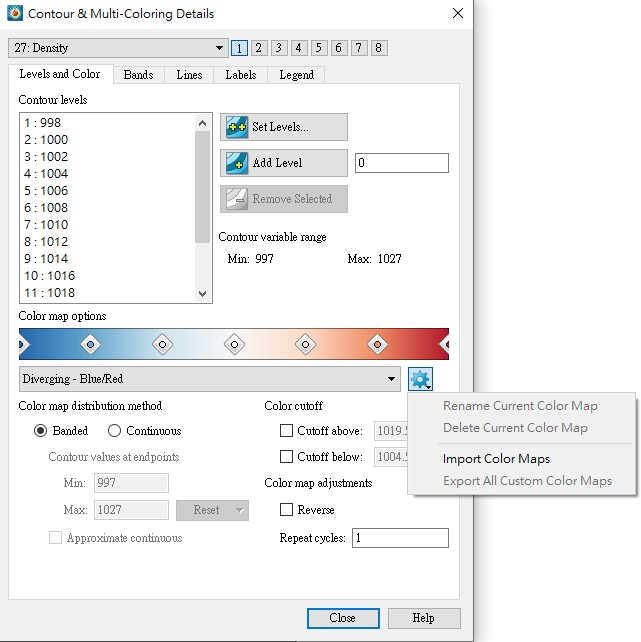 Contour & Multi-Coloring Details
27: Density 1 2 3 4 5 6 7 8
Levels and Color Bands Lines Labels Legend
Contour levels
1 : 998
2 : 1000
3 : 1002
4 : 1004
5 : 1006
6 : 1008
7 : 1010
8 : 1012
9 : 1014
10 : 1016
11 : 1018
Set Levels...
Add Level 0
Remove Selected
Contour variable range
Min: 997 Max: 1027
Color map options
Diverging - Blue/Red
Rename Current Color Map
Delete Current Color Map
Import Color Maps
Export All Custom Color Maps
Color map distribution method
Banded Continuous
Contour values at endpoints
Min: 997
Max: 1027 Reset
Approximate continuous
Color cutoff
Cutoff above: 1019.5
Cutoff below: 1004.5
Color map adjustments
Reverse
Repeat cycles: 1
Close Help